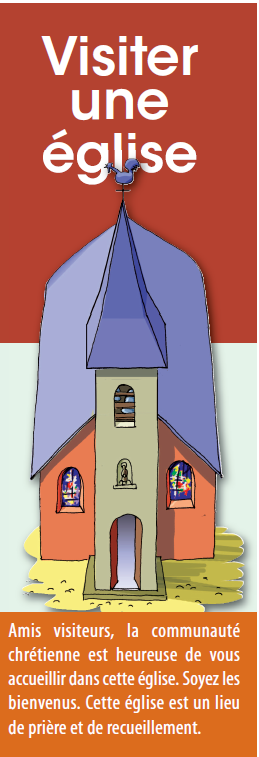 Visiter
une
église
Amis visiteurs, la communauté
chrétienne est heureuse de vous
accueillir dans cette église. Soyez les
bienvenus. Cette église est un lieu
de prière et de recueillement.